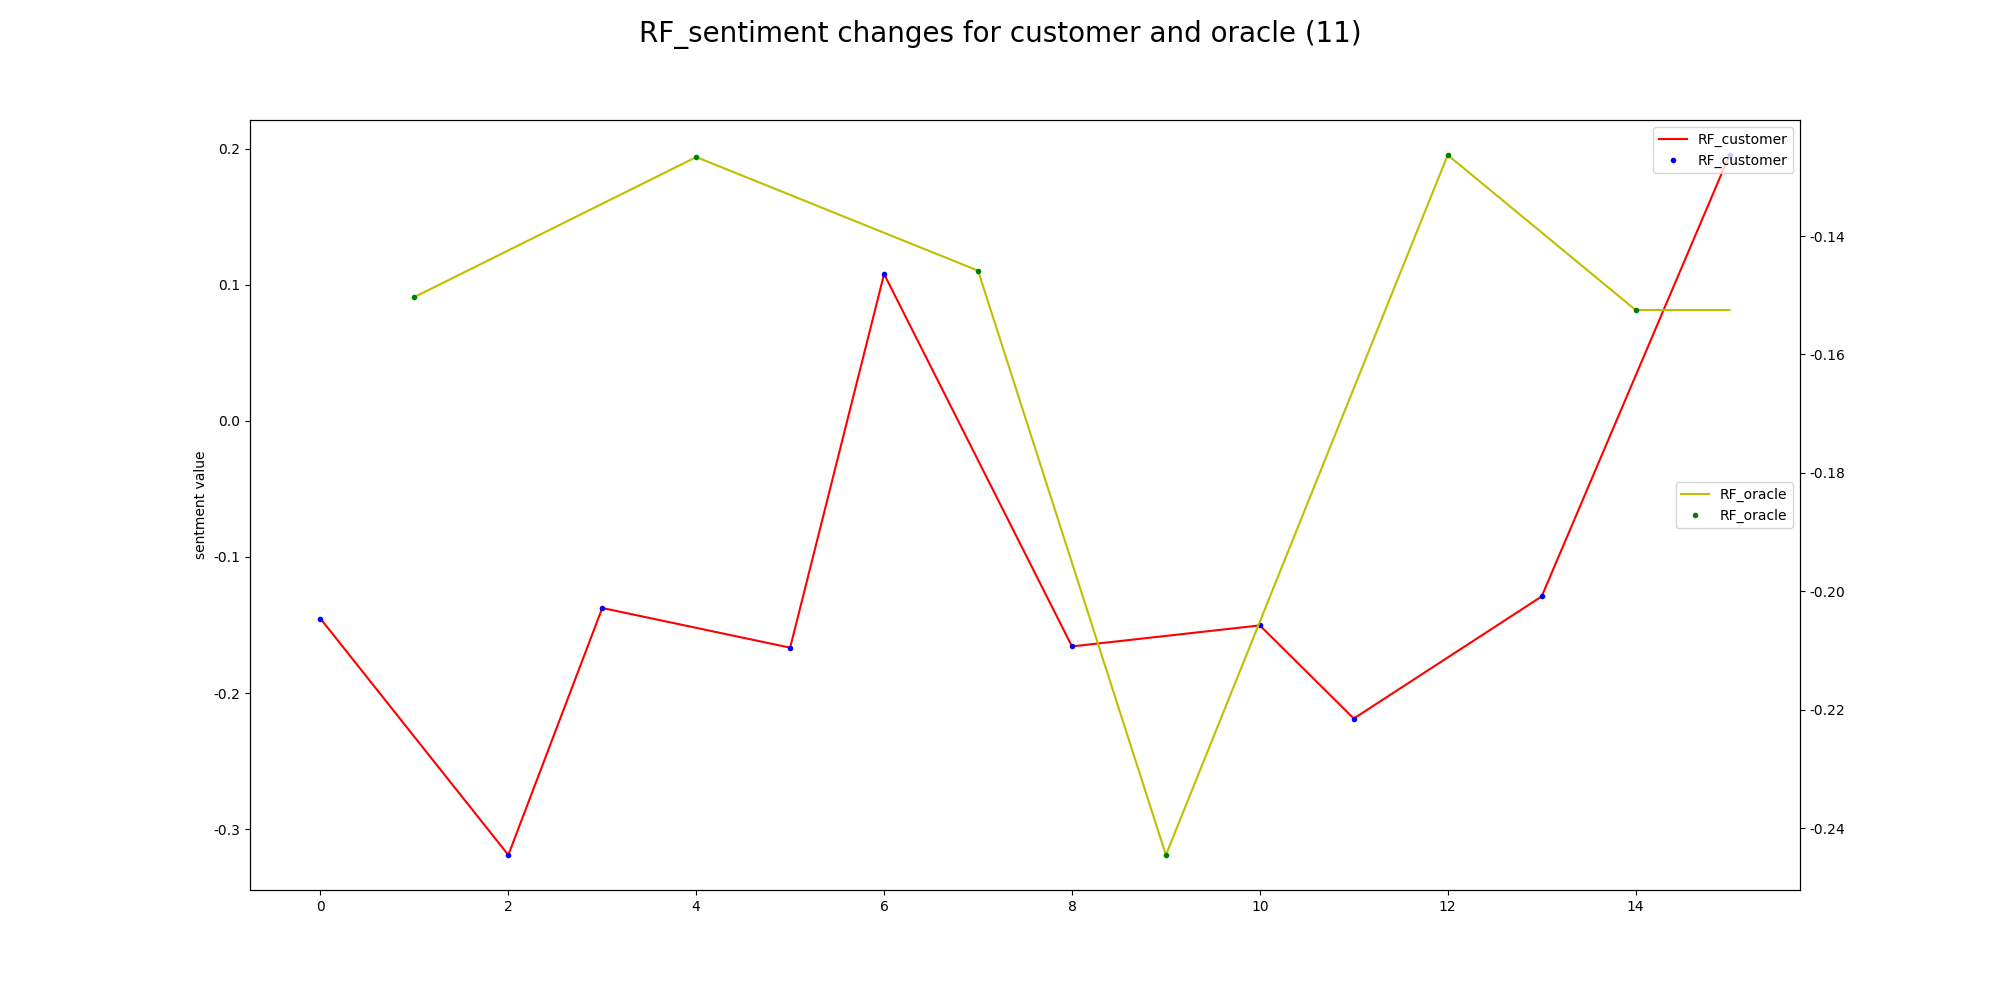 RF_sentiment changes for customer and oracle (11)
RF_customer
RF_customer
RF_oracle
RF_oracle
sentment value
0.2
0.1
0.0
-0.1
-0.2
-0.3
-0.14
-0.16
-0.18
-0.20
-0.22
-0.24
0 2 4 6 8 10 12 14